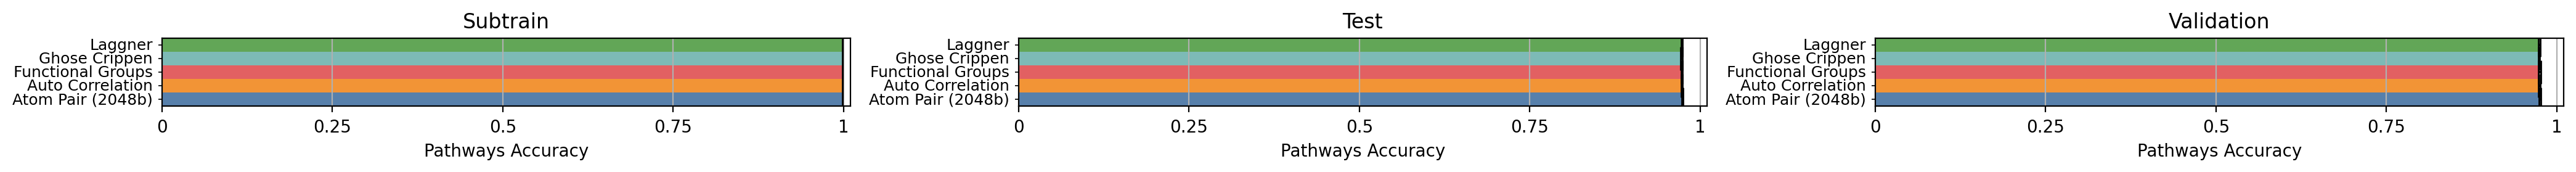 Subtrain
Laggner
Ghose Crippen
Functional Groups
Auto Correlation
Atom Pair (2048b)
0 0.25 0.5 0.75 1
Pathways Accuracy
Test
Laggner
Ghose Crippen
Functional Groups
Auto Correlation
Atom Pair (2048b)
0 0.25 0.5 0.75 1
Pathways Accuracy
Validation
Laggner
Ghose Crippen
Functional Groups
Auto Correlation
Atom Pair (2048b)
0 0.25 0.5 0.75 1
Pathways Accuracy